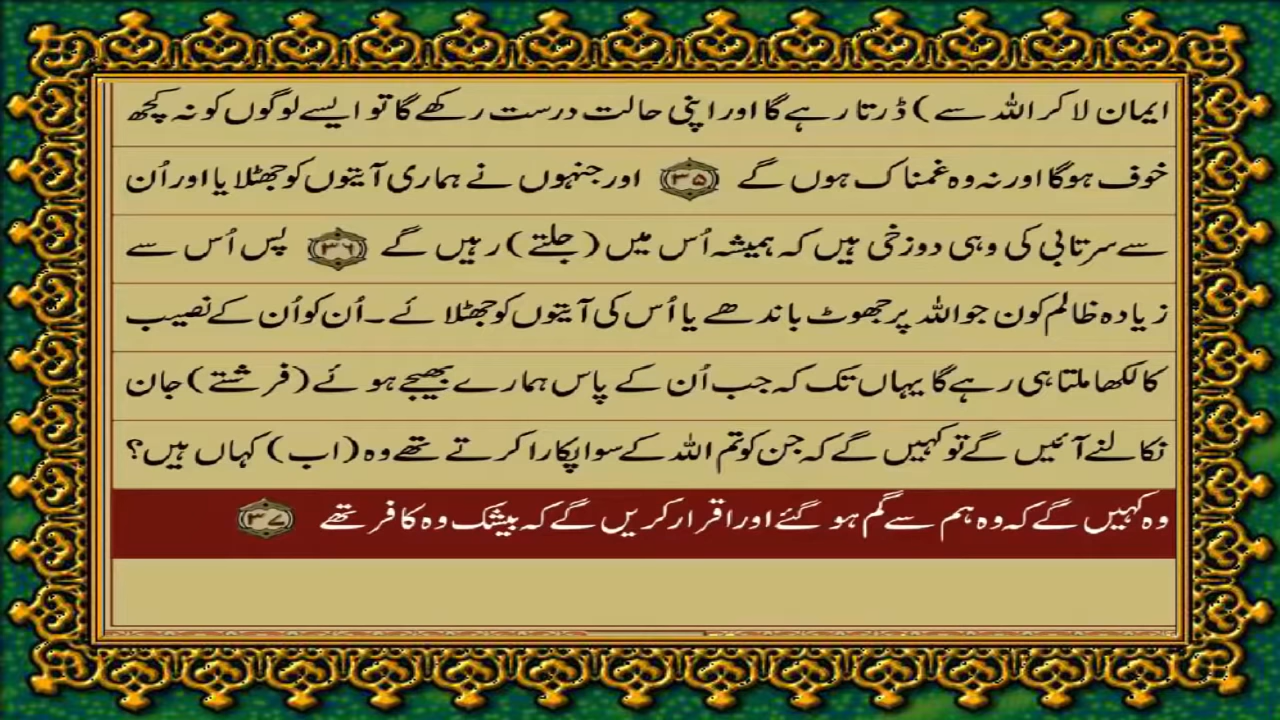 ایمان لا کر اللہ سے) ڈرتا رہے گا اور اپنی حالت درست رکھے گا تو ایسے لوگوں کو نہ کچھ
خوف ہوگا اور نہ وہ غمناک ہوں گے ۳۵ اور جنہوں نے ہماری آیتوں کو جھٹلایا اور اُن
سے سرتابی کی وہی دوزخی ہیں کہ ہمیشہ اُس میں (جلتے) رہیں گے ۳۶ پس اُس سے
زیادہ ظالم کون جو اللہ پر جھوٹ باندھے یا اُس کی آیتوں کو جھٹلائے۔ اُن کو اُن کے نصیب
کا لکھا ملتا ہی رہے گا یہاں تک کہ جب اُن کے پاس ہمارے بھیجے ہوئے (فرشتے) جان
نکالنے آئیں گے تو کہیں گے کہ جن کو تم اللہ کے سوا پکارا کرتے تھے وہ (اب) کہاں ہیں؟
وہ کہیں گے کہ وہ ہم سے گم ہو گئے اور اقرار کریں گے کہ بیشک وہ کافر تھے ۳۷